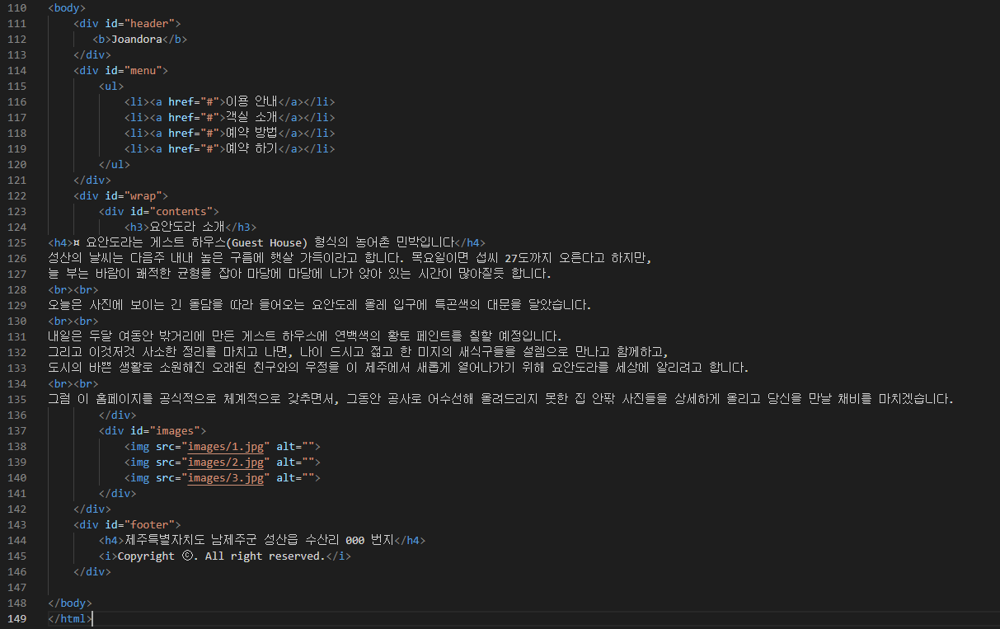 110 <body>
111 <div id="header">
112 <b>Joandora</b>
113 </div>
114 <div id="menu">
115 <ul>
116 <li><a href="#">이용 안내</a></li>
117 <li><a href="#">객실 소개</a></li>
118 <li><a href="#">예약 방법</a></li>
119 <li><a href="#">예약 하기</a></li>
120 </ul>
121 </div>
122 <div id="wrap">
123 <div id="contents">
124 <h3>요안도라 소개</h3>
125 <h4>¤ 요안도라는 게스트 하우스(Guest House) 형식의 농어촌 민박입니다</h4>
126 성산의 날씨는 다음주 내내 높은 구름에 햇살 가득이라고 합니다. 목요일이면 섭씨 27도까지 오른다고 하지만,
127 늘 부는 바람이 쾌적한 균형을 잡아 마당에 마당에 나가 앉아 있는 시간이 많아질듯 합니다.
128 <br><br>
129 오늘은 사진에 보이는 긴 돌담을 따라 들어오는 요안도레 올레 입구에 특곤색의 대문을 달았습니다.
130 <br><br>
131 내일은 두달 여동안 밖거리에 만든 게스트 하우스에 연백색의 황토 페인트를 칠할 예정입니다.
132 그리고 이것저것 사소한 정리를 마치고 나면, 나이 드시고 젊고 한 미지의 새식구들을 설렘으로 만나고 함께하고,
133 도시의 바쁜 생활로 소원해진 오래된 친구와의 우정을 이 제주에서 새롭게 열어나가기 위해 요안도라를 세상에 알리려고 합니다.
134 <br><br>
135 그럼 이 홈페이지를 공식적으로 체계적으로 갖추면서, 그동안 공사로 어수선해 올려드리지 못한 집 안팎 사진들을 상세하게 올리고 당신을 만날 채비를 마치겠습니다.
136 </div>
137 <div id="images">
138 <img src="images/1.jpg" alt="">
139 <img src="images/2.jpg" alt="">
140 <img src="images/3.jpg" alt="">
141 </div>
142 </div>
143 <div id="footer">
144 <h4>제주특별자치도 남제주군 성산읍 수산리 000 번지</h4>
145 <i>Copyright ⓒ. All right reserved.</i>
146 </div>
147
148 </body>
149 </html>